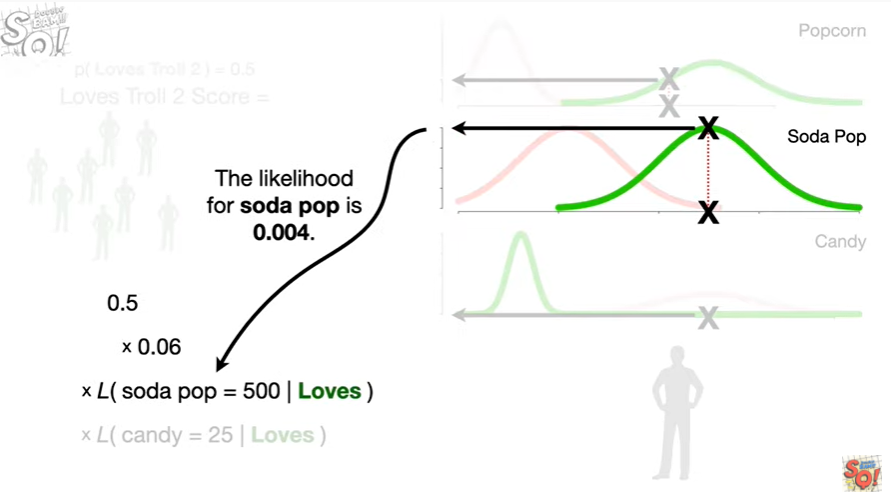 Popcorn
p( Loves Troll 2 ) = 0.5
Loves Troll 2 Score =
Soda Pop
The likelihood
for soda pop is
0.004.
Candy
0.5
x 0.06
x L( soda pop = 500 | Loves )
x L( candy = 25 | Loves )